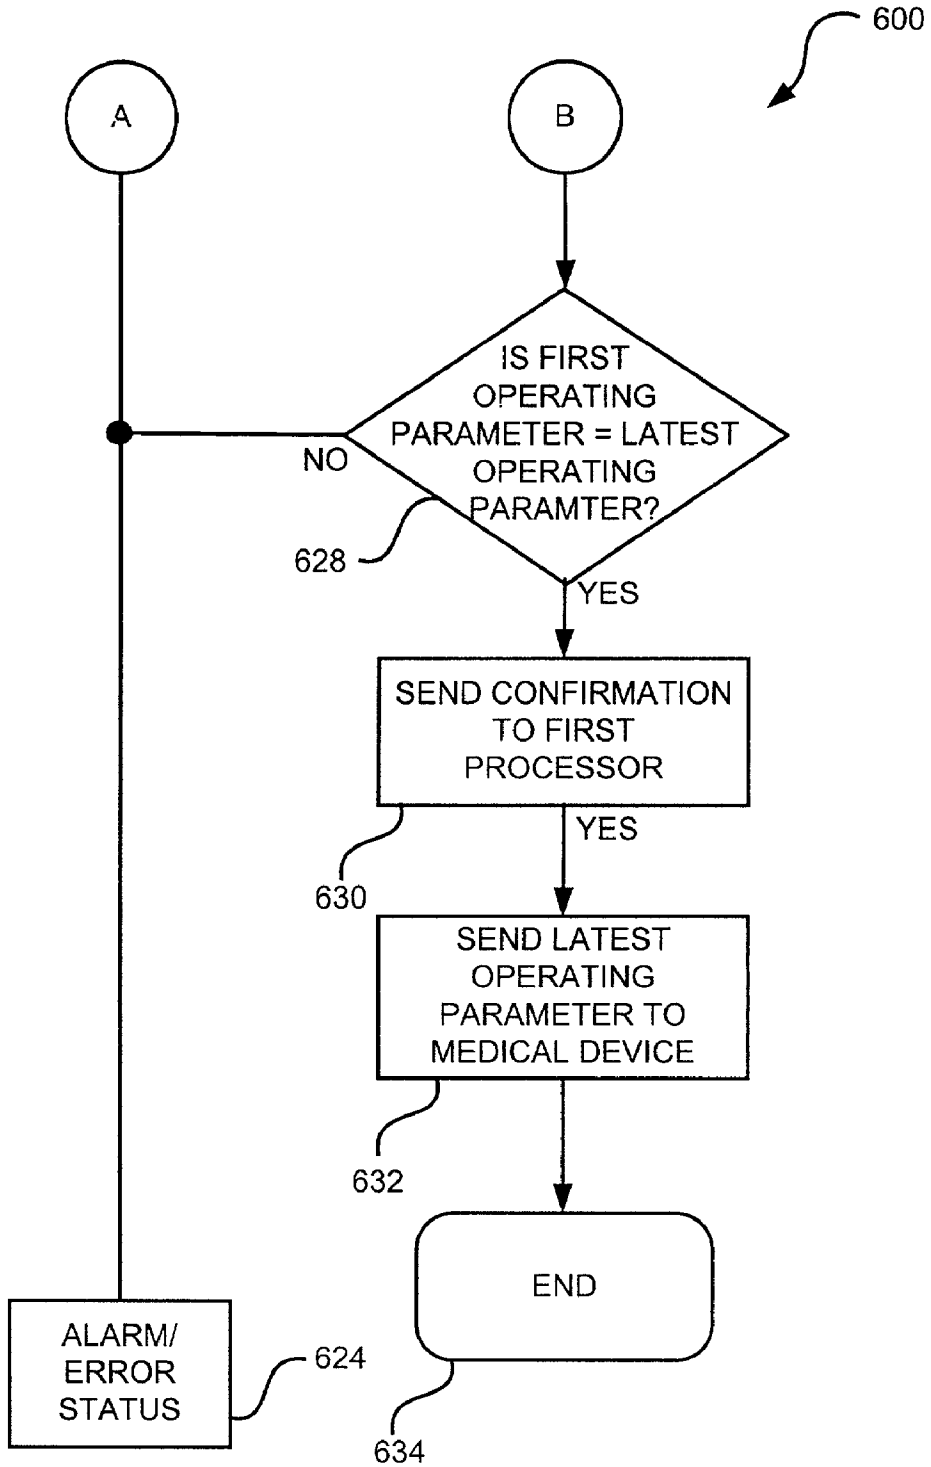 600
A
B
IS FIRST
OPERATING
PARAMETER = LATEST
OPERATING
PARAMTER?
NO
628
YES
SEND CONFIRMATION
TO FIRST
PROCESSOR
YES
630
SEND LATEST
OPERATING
PARAMETER TO
MEDICAL DEVICE
632
END
ALARM/
ERROR
STATUS
624
634